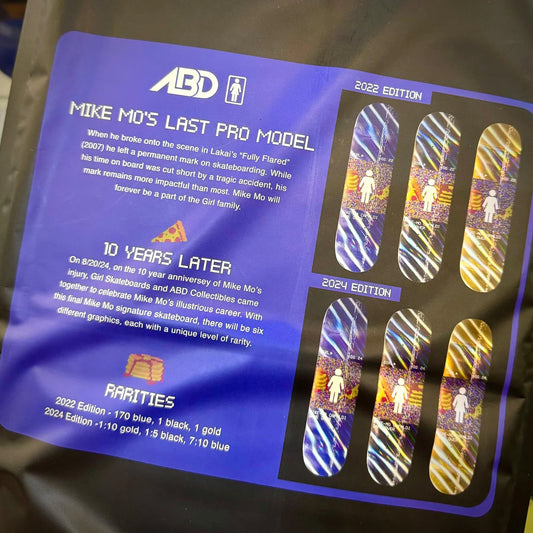 ABD
MIKE MO'S LAST PRO MODEL
When he broke onto the scene in Lakai's "Fully Flared"
(2007) he left a permanent mark on skateboarding. While
his time on board was cut short by a tragic accident, his
mark remains more impactful than most. Mike Mo will
forever be a part of the Girl family.
10 YEARS LATER
On 8/20/24, on the 10 year anniversey of Mike Mo's
injury, Girl Skateboards and ABD Collectibles came
together to celebrate Mike Mo's illustrious career. With
this final Mike Mo signature skateboard, there will be six
different graphics, each with a unique level of rarity.
RARITIES
2022 Edition - 170 blue, 1 black, 1 gold
2024 Edition -1:10 gold, 1:5 black, 7:10 blue
2022 EDITION
2024 EDITION